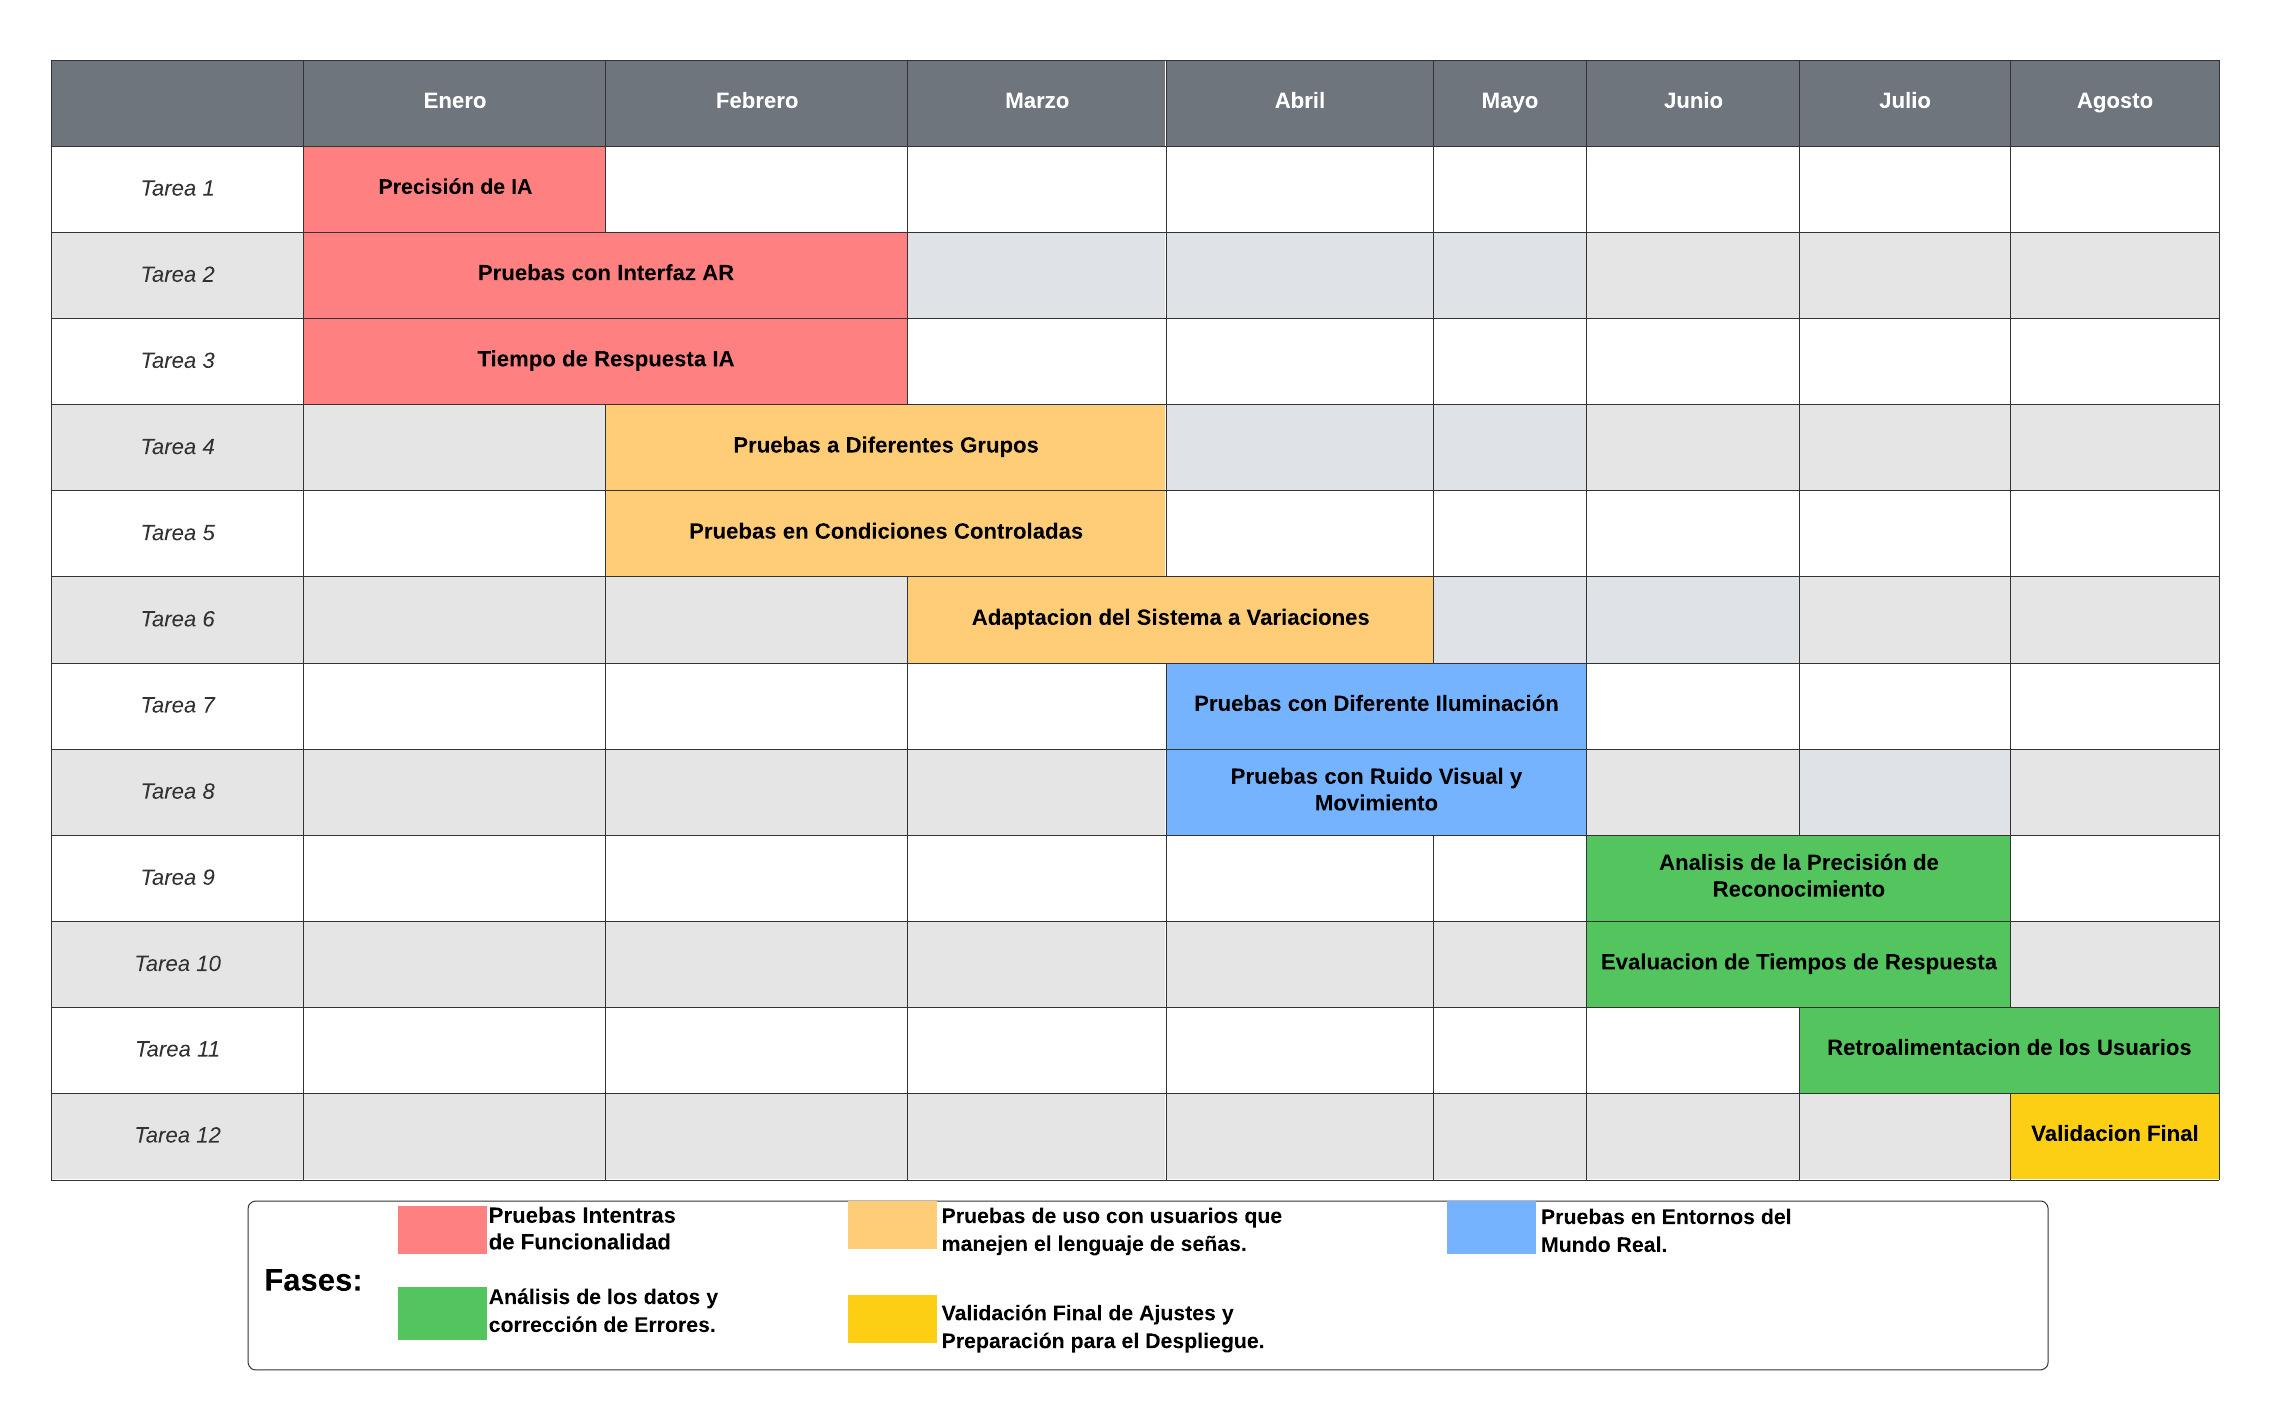 Enero Febrero Marzo Abril Mayo Junio Julio Agosto
Tarea 1 Precisión de IA
Tarea 2 Pruebas con Interfaz AR
Tarea 3 Tiempo de Respuesta IA
Tarea 4 Pruebas a Diferentes Grupos
Tarea 5 Pruebas en Condiciones Controladas
Tarea 6 Adaptacion del Sistema a Variaciones
Tarea 7 Pruebas con Diferente Iluminación
Tarea 8 Pruebas con Ruido Visual y
Movimiento
Tarea 9 Analisis de la Precisión de
Reconocimiento
Tarea 10 Evaluacion de Tiempos de Respuesta
Tarea 11 Retroalimentacion de los Usuarios
Tarea 12 Validacion Final
Fases:
Pruebas Intentras
de Funcionalidad
Pruebas de uso con usuarios que
manejen el lenguaje de señas.
Pruebas en Entornos del
Mundo Real.
Análisis de los datos y
corrección de Errores.
Validación Final de Ajustes y
Preparación para el Despliegue.